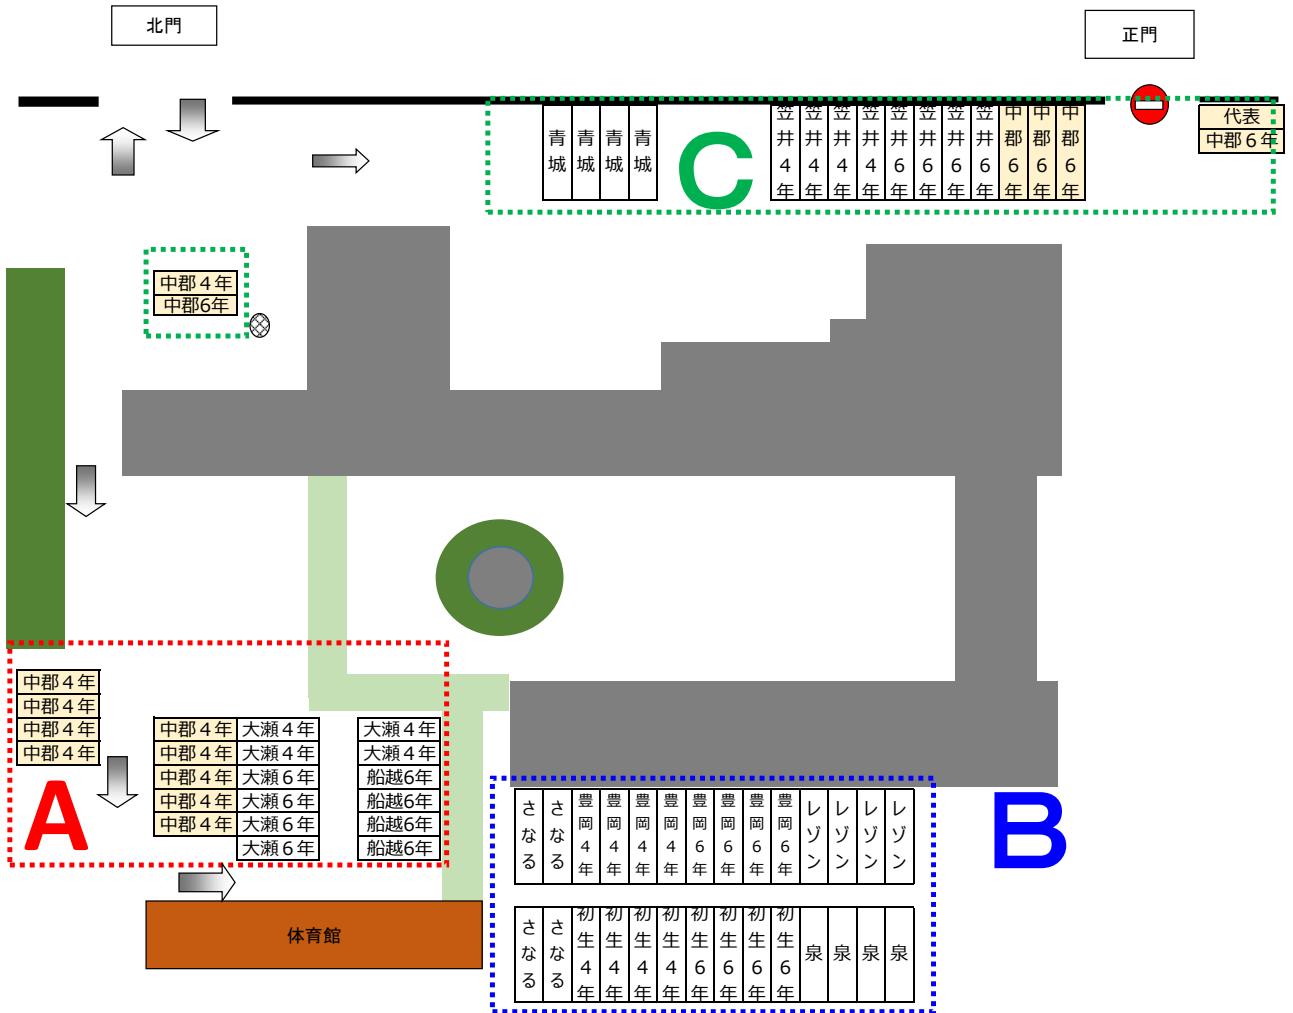 北門
正門
代表
中郡６年
青城
青城
青城
青城
C
笠井４年
笠井４年
笠井４年
笠井４年
笠井６年
笠井６年
笠井６年
笠井６年
中郡６年
中郡６年
中郡６年
中郡４年
中郡6年
中郡４年
中郡４年
中郡４年
中郡４年
A
中郡４年 大瀬４年
中郡４年 大瀬４年
中郡４年 大瀬６年
中郡４年 大瀬６年
中郡４年 大瀬６年
大瀬６年
大瀬４年
大瀬４年
船越6年
船越6年
船越6年
船越6年
B
さなる
さなる
豊岡４年
豊岡４年
豊岡４年
豊岡４年
豊岡６年
豊岡６年
豊岡６年
豊岡６年
レゾン
レゾン
レゾン
レゾン
さなる
さなる
初生４年
初生４年
初生４年
初生４年
初生６年
初生６年
初生６年
初生６年
泉
泉
泉
泉
体育館